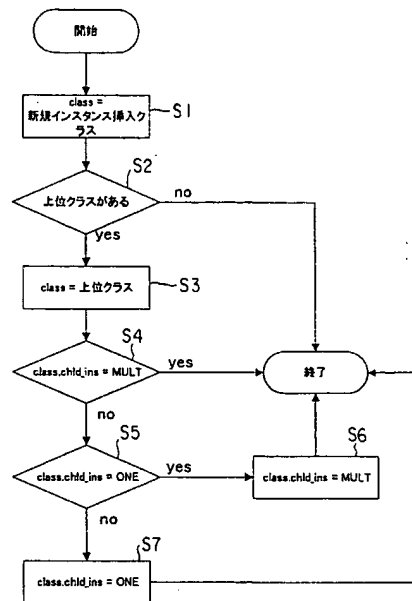 開始
class =
新規インスタンス挿入ク
ラス
S1
S2
上位クラスがある
no
yes
class = 上位クラス
S3
S4
class.chld_ins = MULT
yes
終了
no
S5
class.chld_ins = ONE
yes
S6
class.chld_ins = MULT
no
S7
class.chld_ins = ONE